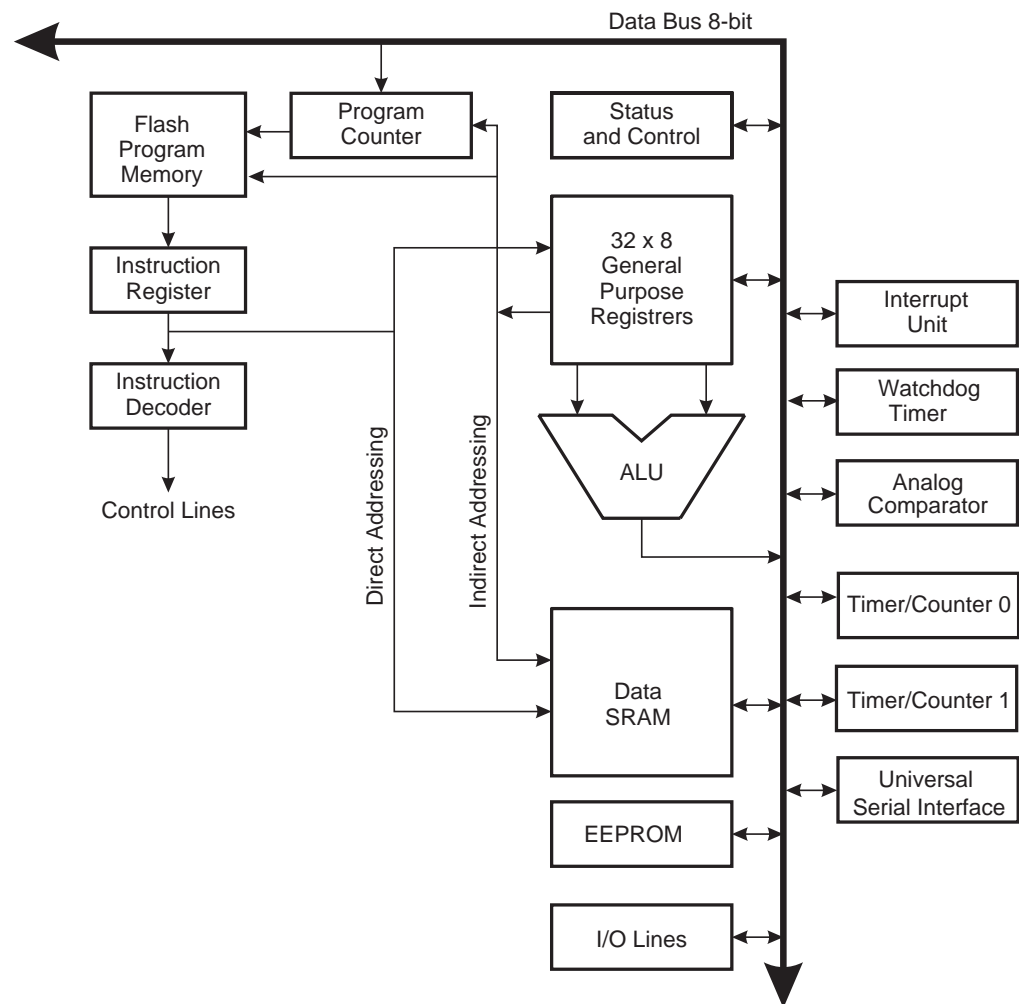 Data Bus 8-bit
Flash
Program
Memory
Program
Counter
Status
and Control
Instruction
Register
32 x 8
General
Purpose
Registrers
Interrupt
Unit
Instruction
Decoder
Watchdog
Timer
Control Lines
Direct Addressing
Indirect Addressing
ALU
Analog
Comparator
Timer/Counter 0
Data
SRAM
Timer/Counter 1
Universal
Serial Interface
EEPROM
I/O Lines